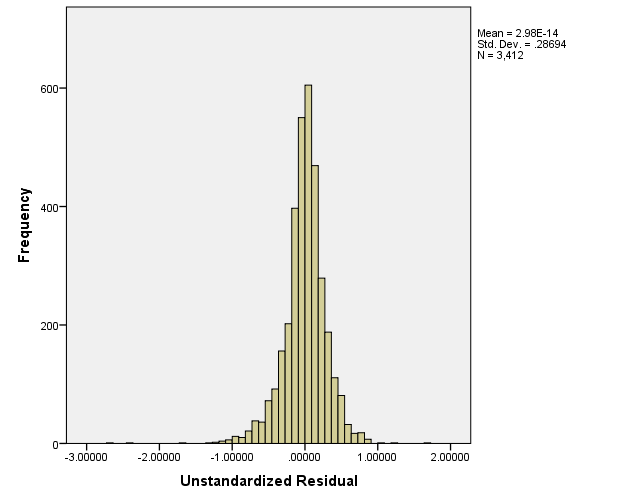 Mean = 2.98E-14
Std. Dev. = .28694
N = 3,412
600
400
200
0
Frequency
-3.00000 -2.00000 -1.00000 .00000 1.00000 2.00000
Unstandardized Residual